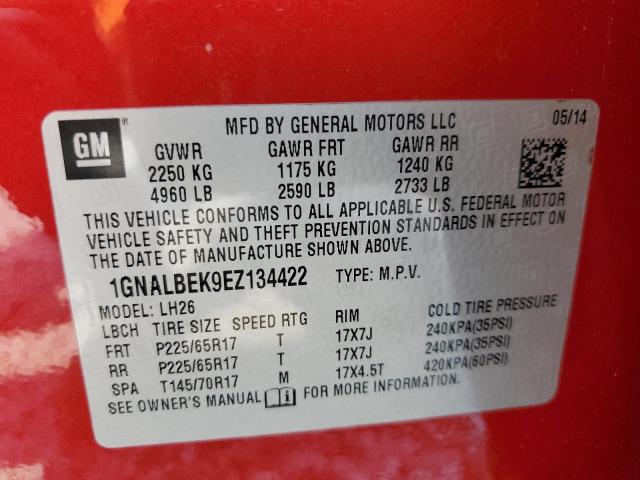 GM ® MFD BY GENERAL MOTORS LLC 05/14
GVWR GAWR FRT GAWR RR
2250 KG 1175 KG 1240 KG
4960 LB 2590 LB 2733 LB
THIS VEHICLE CONFORMS TO ALL APPLICABLE U.S. FEDERAL MOTOR
VEHICLE SAFETY AND THEFT PREVENTION STANDARDS IN EFFECT ON
THE DATE OF MANUFACTURE SHOWN ABOVE.
1GNALBEK9EZ134422 TYPE: M.P.V.
MODEL: LH26
LBCH TIRE SIZE SPEED RTG RIM COLD TIRE PRESSURE
FRT P225/65R17 T 17X7J 240KPA(35PSI)
RR P225/65R17 T 17X7J 240KPA(35PSI)
SPA T145/70R17 M 17X4.5T 420KPA(60PSI)
SEE OWNER'S MANUAL FOR MORE INFORMATION.